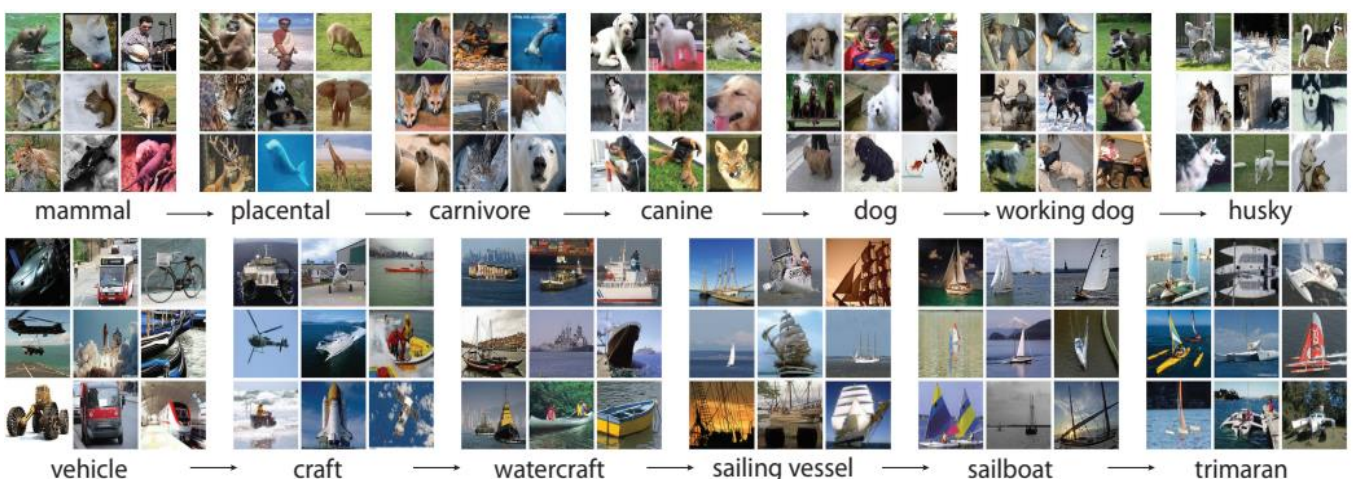 mammal → placental → carnivore → canine → dog → working dog → husky
vehicle → craft → watercraft → sailing vessel → sailboat → trimaran